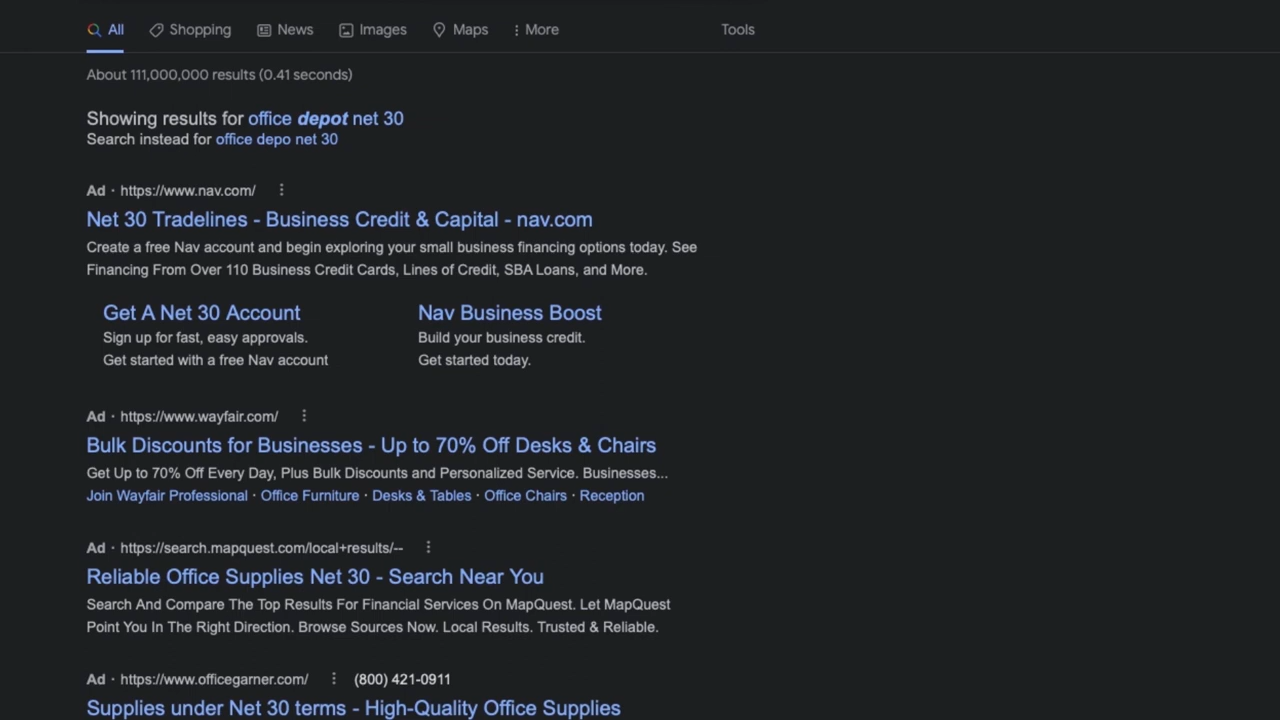 All Shopping News Images Maps More Tools
About 111,000,000 results (0.41 seconds)
Showing results for office depot net 30
Search instead for office depo net 30
Ad · https://www.nav.com/
Net 30 Tradelines - Business Credit & Capital - nav.com
Create a free Nav account and begin exploring your small business financing options today. See
Financing From Over 110 Business Credit Cards, Lines of Credit, SBA Loans, and More.
Get A Net 30 Account
Sign up for fast, easy approvals.
Get started with a free Nav account
Nav Business Boost
Build your business credit.
Get started today.
Ad · https://www.wayfair.com/
Bulk Discounts for Businesses - Up to 70% Off Desks & Chairs
Get Up to 70% Off Every Day, Plus Bulk Discounts and Personalized Service. Businesses...
Join Wayfair Professional · Office Furniture · Desks & Tables · Office Chairs · Reception
Ad · https://search.mapquest.com/local+results/--
Reliable Office Supplies Net 30 - Search Near You
Search And Compare The Top Results For Financial Services On MapQuest. Let MapQuest
Point You In The Right Direction. Browse Sources Now. Local Results. Trusted & Reliable.
Ad · https://www.officegarner.com/ (800) 421-0911
Supplies under Net 30 terms - High-Quality Office Supplies